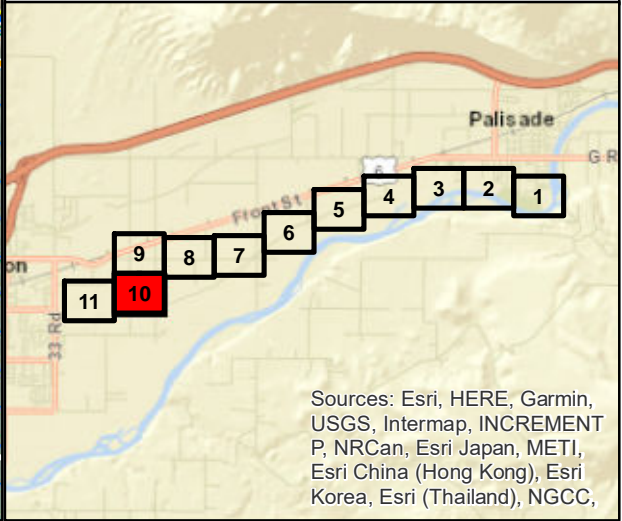 Palisade
6
G R
Front St
1
2
3
4
5
6
7
8
9
10
11
on
33 Rd
Sources: Esri, HERE, Garmin,
USGS, Intermap, INCREMENT
P, NRCan, Esri Japan, METI,
Esri China (Hong Kong), Esri
Korea, Esri (Thailand), NGCC,